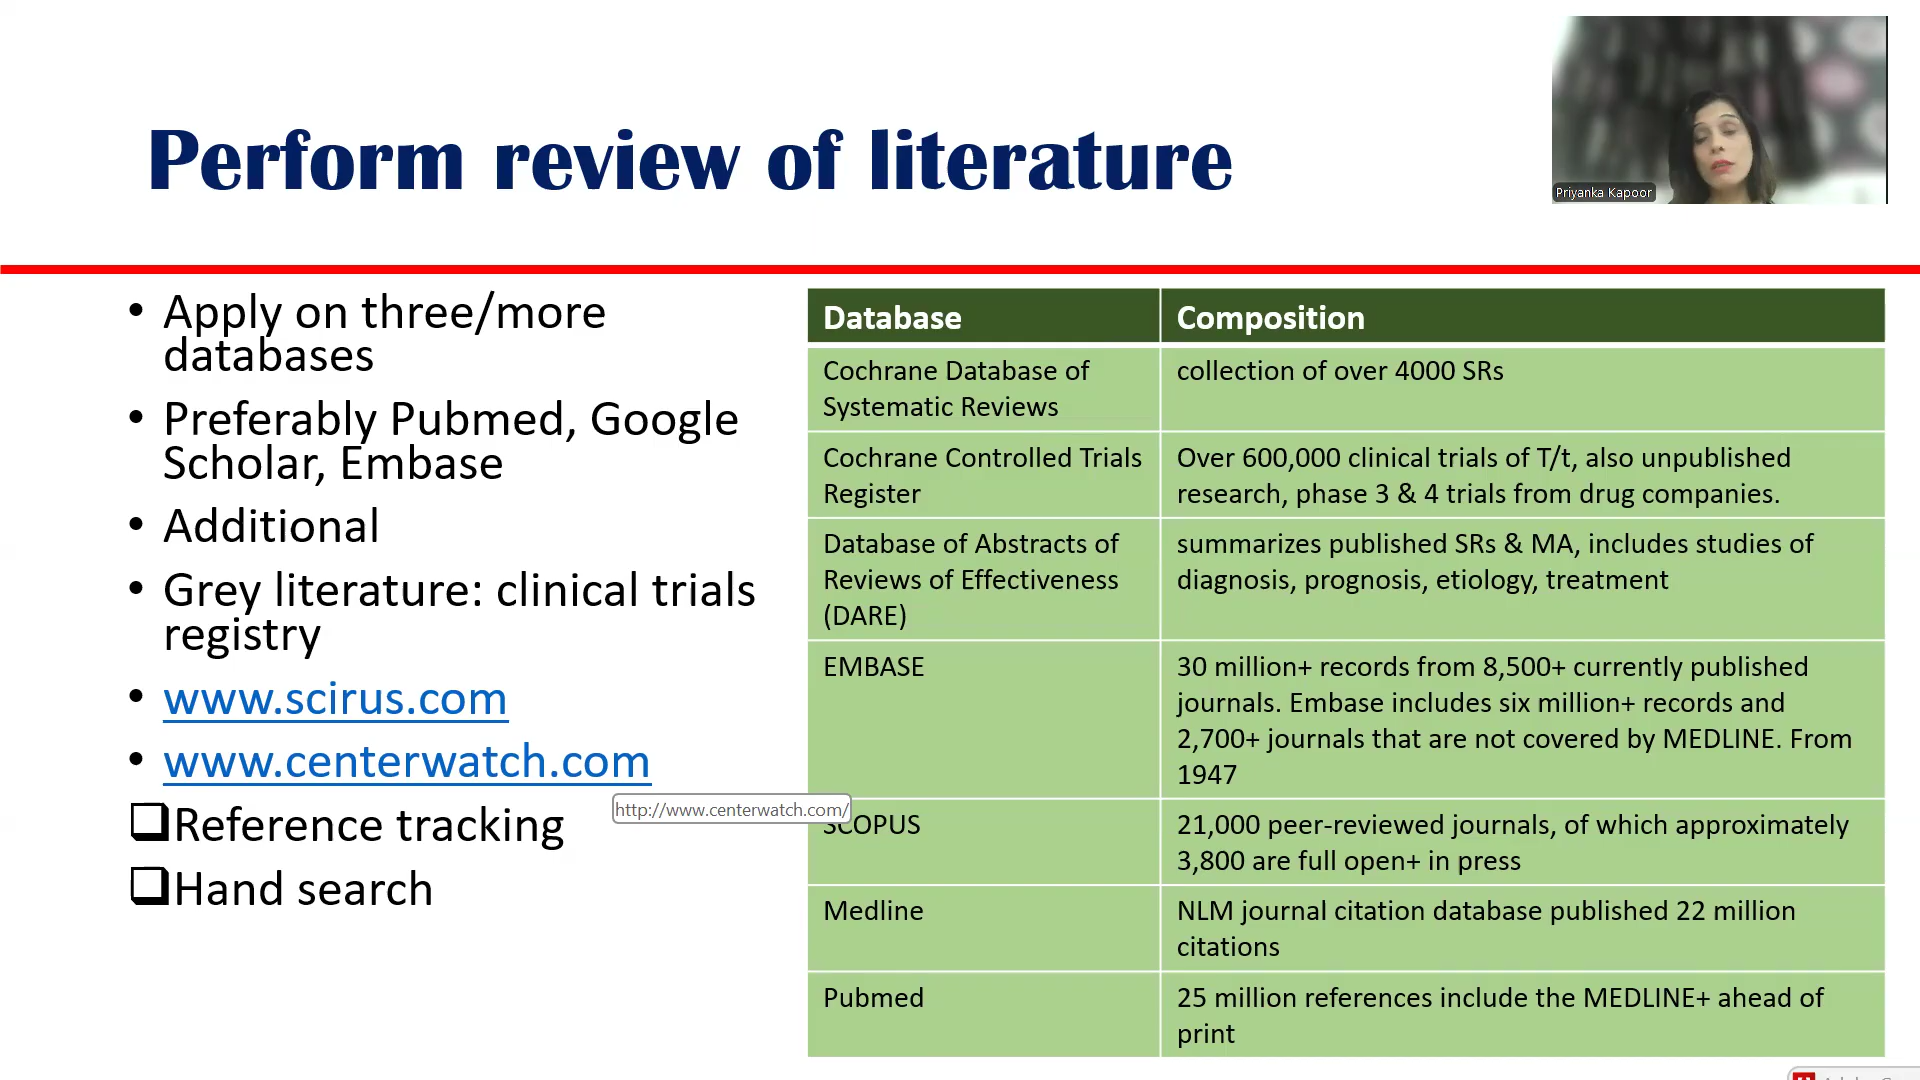 Perform review of literature
Priyanka Kapoor
• Apply on three/more
databases
• Preferably Pubmed, Google
Scholar, Embase
• Additional
• Grey literature: clinical trials
registry
• www.scirus.com
• www.centerwatch.com
http://www.centerwatch.com/
❑Reference tracking
❑Hand search
Database Composition
Cochrane Database of
Systematic Reviews
collection of over 4000 SRs
Cochrane Controlled Trials
Register
Over 600,000 clinical trials of T/t, also unpublished
research, phase 3 & 4 trials from drug companies.
Database of Abstracts of
Reviews of Effectiveness
(DARE)
summarizes published SRs & MA, includes studies of
diagnosis, prognosis, etiology, treatment
EMBASE
30 million+ records from 8,500+ currently published
journals. Embase includes six million+ records and
2,700+ journals that are not covered by MEDLINE. From
1947
SCOPUS
21,000 peer-reviewed journals, of which approximately
3,800 are full open+ in press
Medline
NLM journal citation database published 22 million
citations
Pubmed
25 million references include the MEDLINE+ ahead of
print